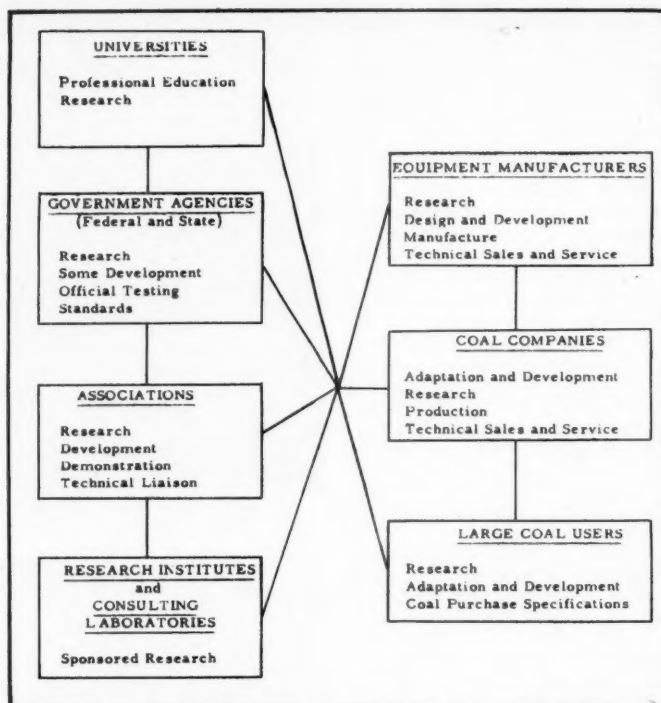 UNIVERSITIES
Professional Education
Research
GOVERNMENT AGENCIES
(Federal and State)
Research
Some Development
Official Testing
Standards
ASSOCIATIONS
Research
Development
Demonstration
Technical Liaison
RESEARCH INSTITUTES
and
CONSULTING
LABORATORIES
Sponsored Research
EQUIPMENT MANUFACTURERS
Research
Design and Development
Manufacture
Technical Sales and Service
COAL COMPANIES
Adaptation and Development
Research
Production
Technical Sales and Service
LARGE COAL USERS
Research
Adaptation and Development
Coal Purchase Specifications